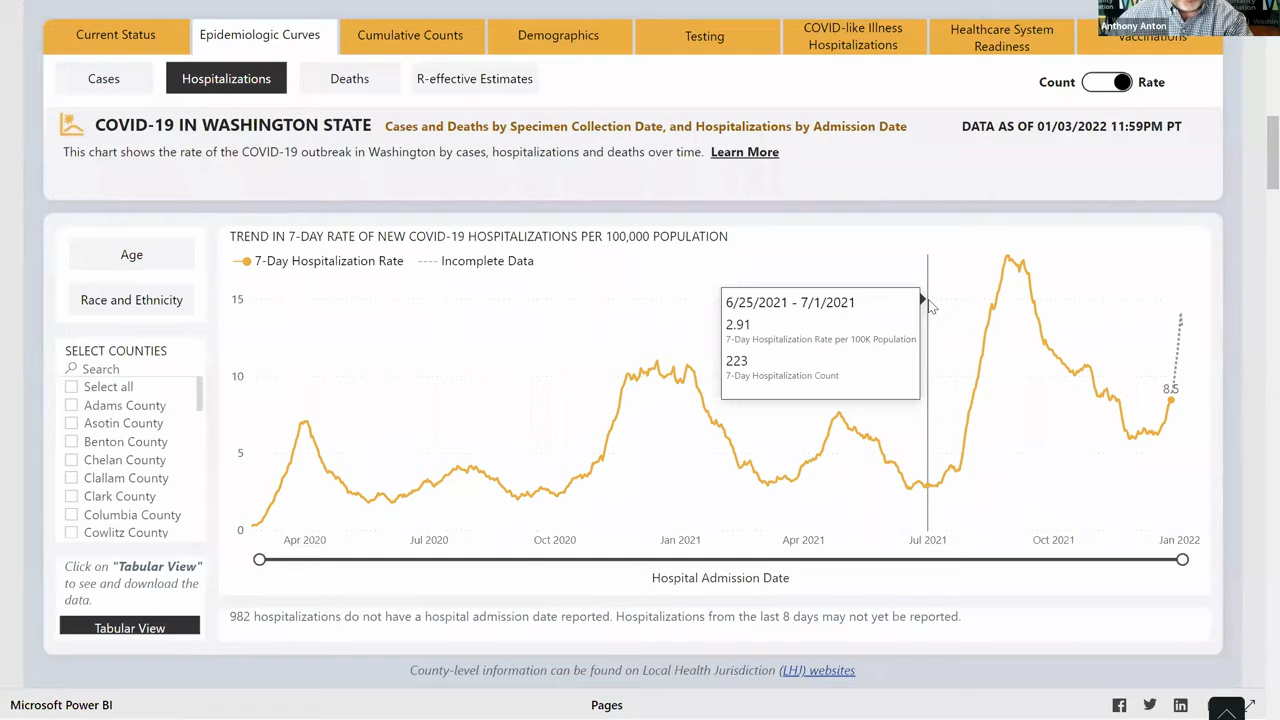 Anthony Anton
Current Status
Epidemiologic Curves
Cumulative Counts
Demographics
Testing
COVID-like Illness
Hospitalizations
Healthcare System
Readiness
Vaccinations
Cases
Hospitalizations
Deaths
R-effective Estimates
Count
Rate
COVID-19 IN WASHINGTON STATE
Cases and Deaths by Specimen Collection Date, and Hospitalizations by Admission Date
DATA AS OF 01/03/2022 11:59PM PT
This chart shows the rate of the COVID-19 outbreak in Washington by cases, hospitalizations and deaths over time. Learn More
Age
Race and Ethnicity
SELECT COUNTIES
Search
Select all
Adams County
Asotin County
Benton County
Chelan County
Clallam County
Clark County
Columbia County
Cowlitz County
Click on "Tabular View"
to see and download the
data.
Tabular View
TREND IN 7-DAY RATE OF NEW COVID-19 HOSPITALIZATIONS PER 100,000 POPULATION
7-Day Hospitalization Rate
Incomplete Data
15
10
5
0
6/25/2021 - 7/1/2021
2.91
7-Day Hospitalization Rate per 100K Population
223
7-Day Hospitalization Count
8.5
Apr 2020
Jul 2020
Oct 2020
Jan 2021
Apr 2021
Jul 2021
Oct 2021
Jan 2022
Hospital Admission Date
982 hospitalizations do not have a hospital admission date reported. Hospitalizations from the last 8 days may not yet be reported.
County-level information can be found on Local Health Jurisdiction (LHJ) websites
Microsoft Power BI
Pages